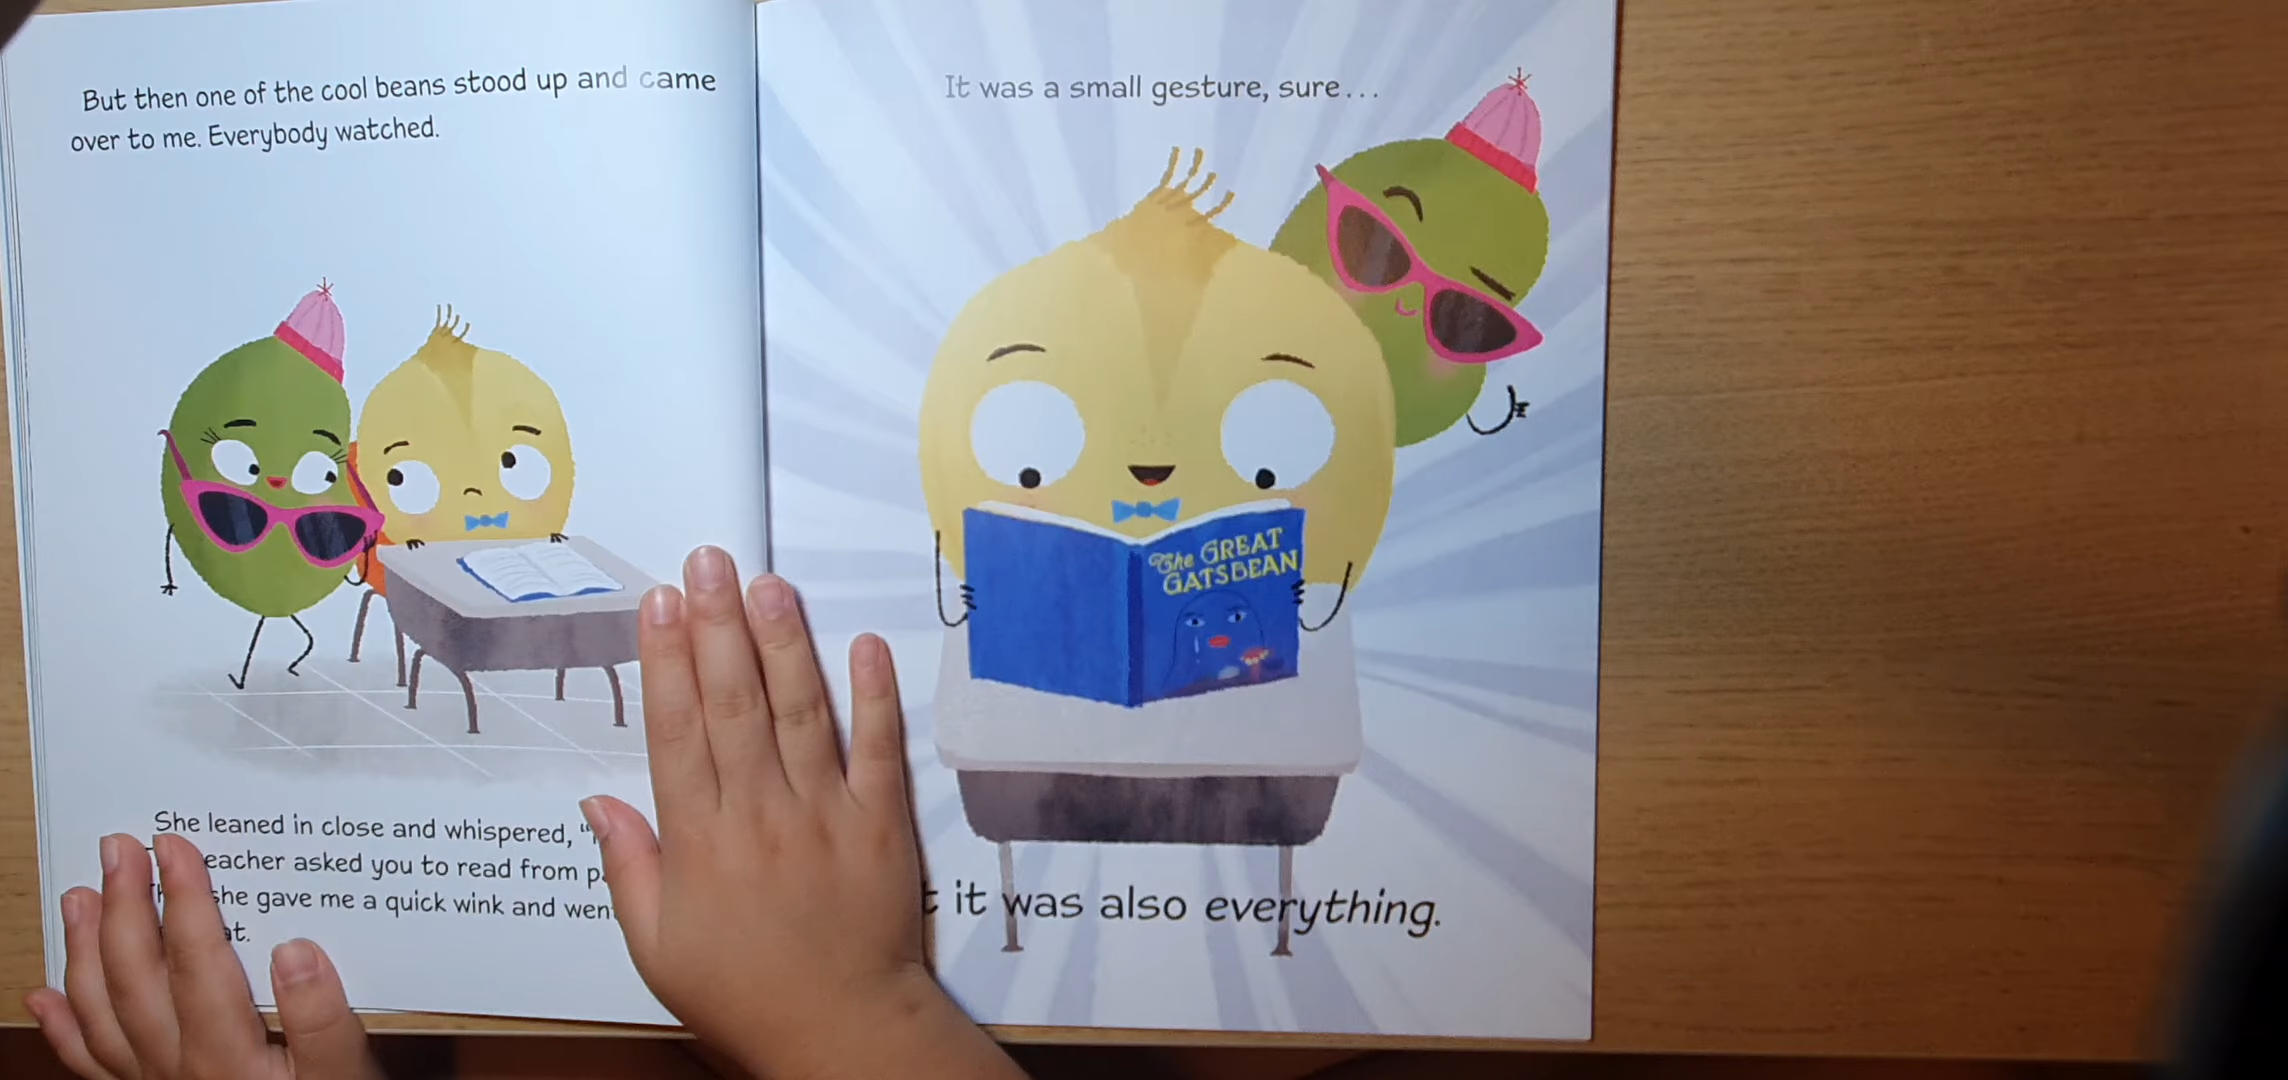 But then one of the cool beans stood up and came
over to me. Everybody watched.
She leaned in close and whispered, “
eacher asked you to read from p
she gave me a quick wink and wen
at.
It was a small gesture, sure...
The GREAT
GATSBEAN
it was also everything.